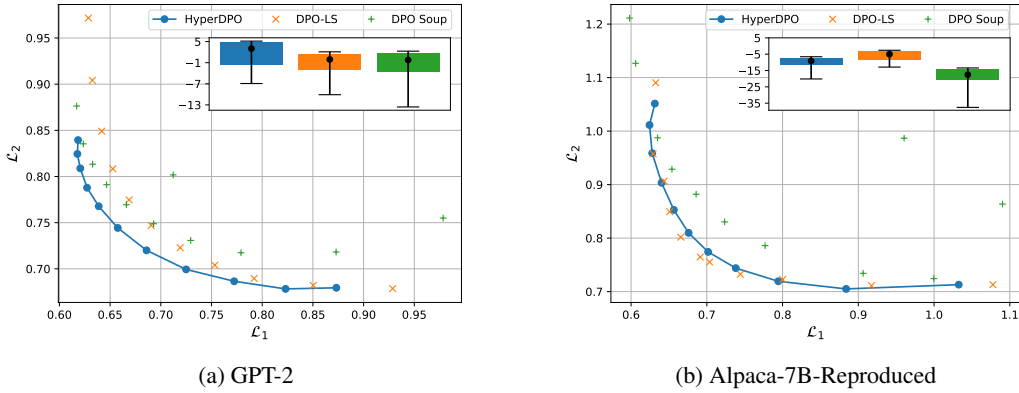 HyperDPO DPO-LS DPO Soup
0.95
0.90
0.85
0.80
0.75
0.70
5
−1
−7
−13
ℒ₂
0.60 0.65 0.70 0.75 0.80 0.85 0.90 0.95
ℒ₁
(a) GPT-2
HyperDPO DPO-LS DPO Soup
1.2
1.1
1.0
0.9
0.8
0.7
5
−5
−15
−25
−35
ℒ₂
0.6 0.7 0.8 0.9 1.0 1.1
ℒ₁
(b) Alpaca-7B-Reproduced